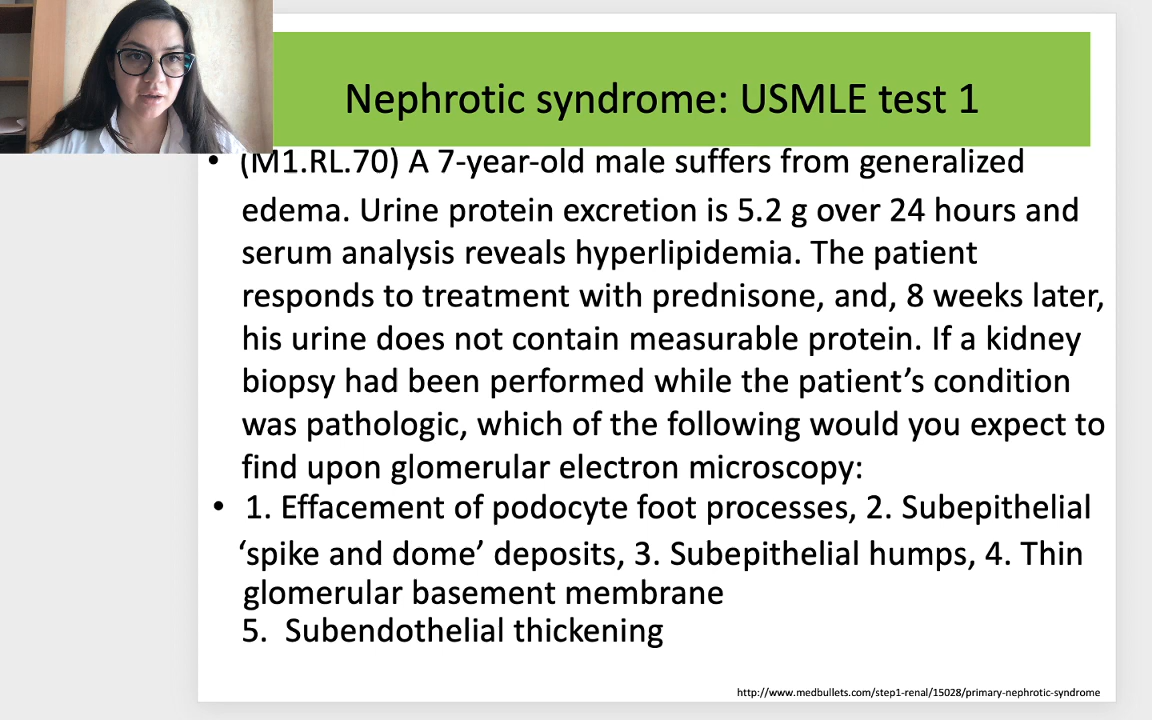 Nephrotic syndrome: USMLE test 1
• (M1.RL.70) A 7-year-old male suffers from generalized
edema. Urine protein excretion is 5.2 g over 24 hours and
serum analysis reveals hyperlipidemia. The patient
responds to treatment with prednisone, and, 8 weeks later,
his urine does not contain measurable protein. If a kidney
biopsy had been performed while the patient’s condition
was pathologic, which of the following would you expect to
find upon glomerular electron microscopy:
• 1. Effacement of podocyte foot processes, 2. Subepithelial
‘spike and dome’ deposits, 3. Subepithelial humps, 4. Thin
glomerular basement membrane
5. Subendothelial thickening
http://www.medbullets.com/step1-renal/15028/primary-nephrotic-syndrome